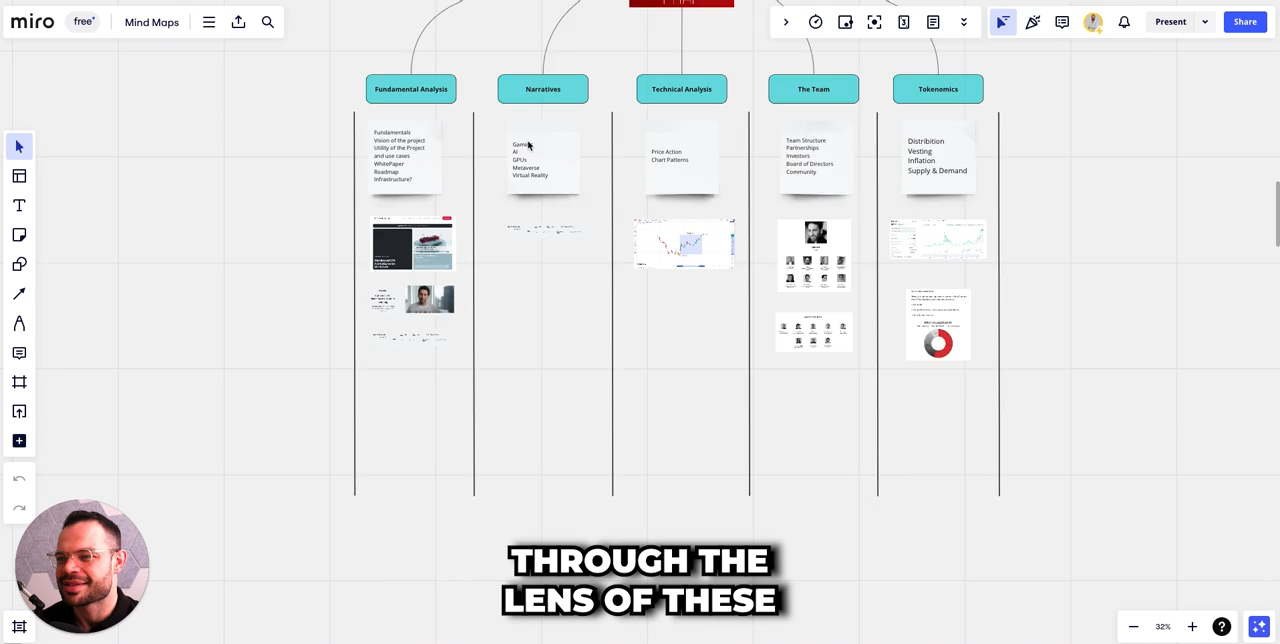 miro
free
Mind Maps
Present
Share
Fundamental Analysis
Narratives
Technical Analysis
The Team
Tokenomics
Fundamentals
Vision of the project
Utility of the Project
and use cases
WhitePaper
Roadmap
Infrastructure?
Gaming
AI
GPUs
Metaverse
Virtual Reality
Price Action
Chart Patterns
Team Structure
Partnerships
Investors
Board of Directors
Community
Distribition
Vesting
Inflation
Supply & Demand
THROUGH THE
LENS OF THESE
32%